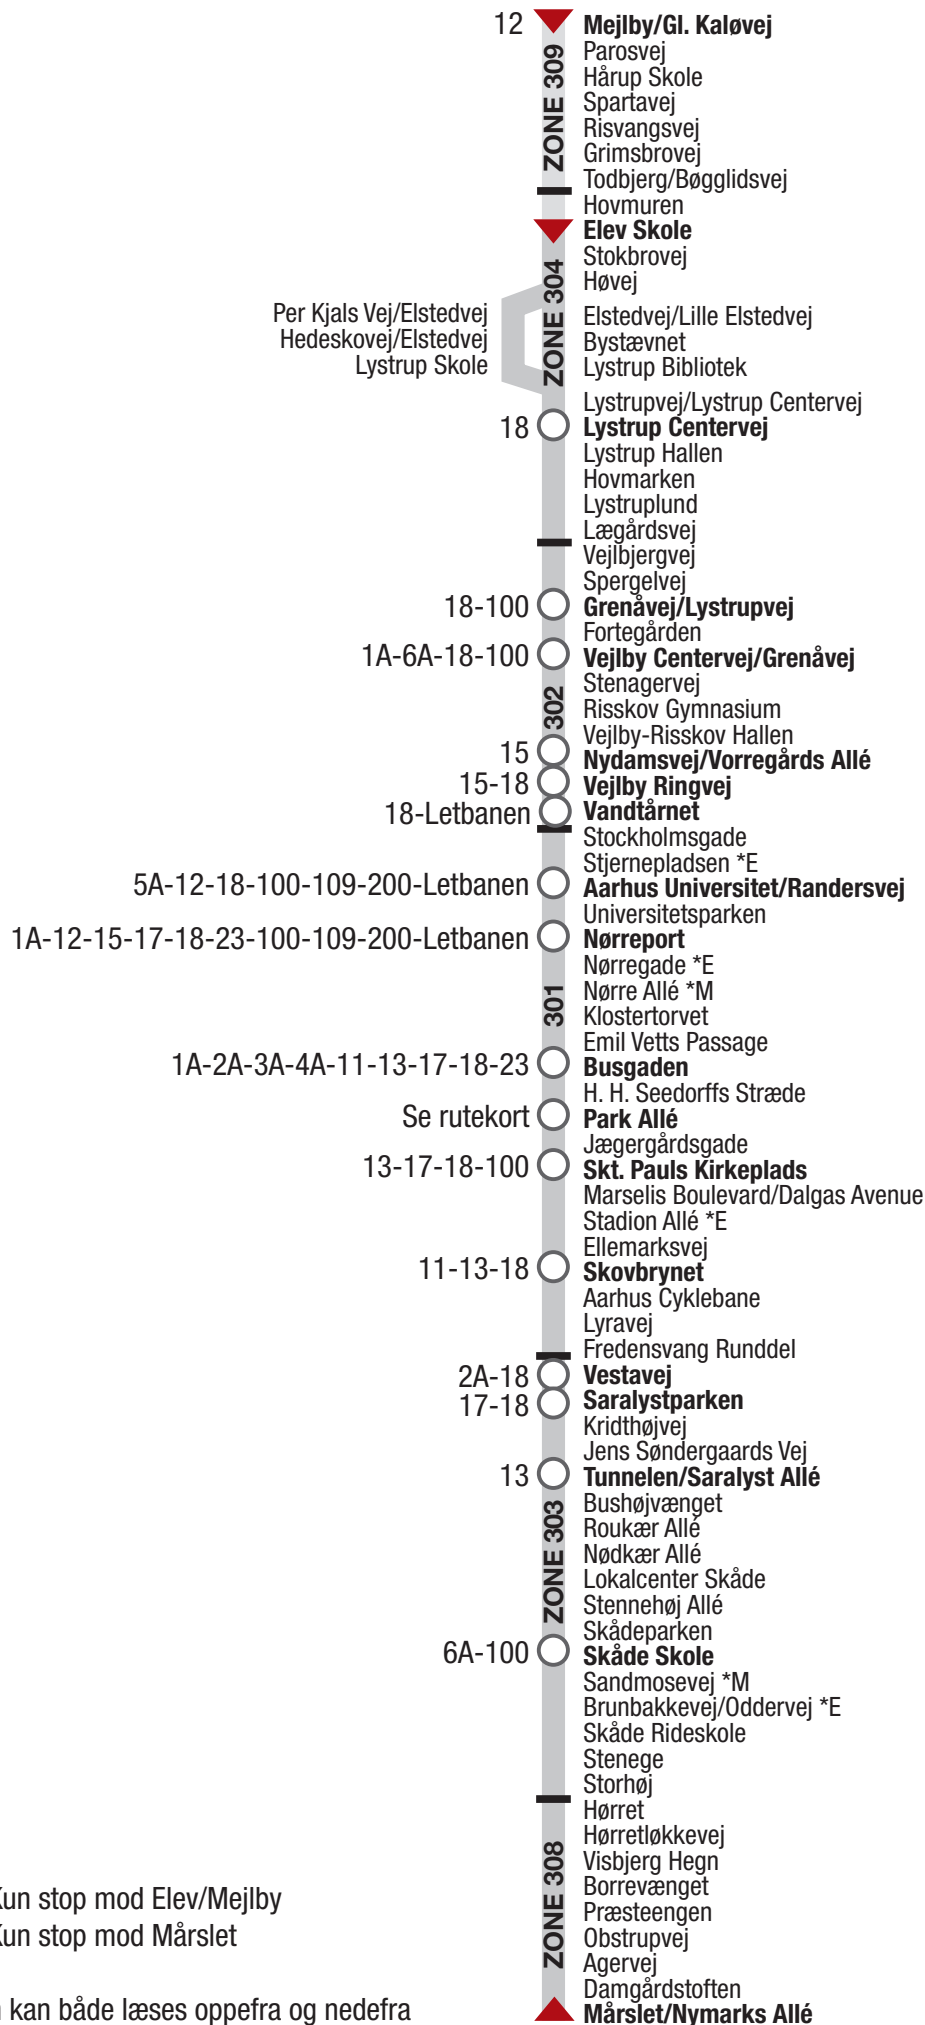 12
Mejlby/Gl. Kaløvej
Parosvej
Hårup Skole
Spartavej
Risvangsvej
Grimsbrovej
Todbjerg/Bøgglidsvej
ZONE 309
Hovmuren
Elev Skole
Stokbrovej
Høvej
ZONE 304
Per Kjals Vej/Elstedvej
Hedeskovej/Elstedvej
Lystrup Skole
Elstedvej/Lille Elstedvej
Bystævnet
Lystrup Bibliotek
Lystrupvej/Lystrup Centervej
18
Lystrup Centervej
Lystrup Hallen
Hovmarken
Lystruplund
Lægårdsvej
Vejlbjergvej
Spergelvej
18-100
Grenåvej/Lystrupvej
Fortegården
1A-6A-18-100
Vejlby Centervej/Grenåvej
Stenagervej
Risskov Gymnasium
Vejlby-Risskov Hallen
302
15
Nydamsvej/Vorregårds Allé
15-18
Vejlby Ringvej
18-Letbanen
Vandtårnet
Stockholmsgade
Stjernepladsen *E
5A-12-18-100-109-200-Letbanen
Aarhus Universitet/Randersvej
Universitetsparken
1A-12-15-17-18-23-100-109-200-Letbanen
Nørreport
Nørregade *E
Nørre Allé *M
Klostertorvet
Emil Vetts Passage
301
1A-2A-3A-4A-11-13-17-18-23
Busgaden
H. H. Seedorffs Stræde
Se rutekort
Park Allé
Jægergårdsgade
13-17-18-100
Skt. Pauls Kirkeplads
Marselis Boulevard/Dalgas Avenue
Stadion Allé *E
Ellemarksvej
11-13-18
Skovbrynet
Aarhus Cyklebane
Lyravej
Fredensvang Runddel
2A-18
Vestavej
17-18
Saralystparken
Kridthøjvej
Jens Søndergaards Vej
13
Tunnelen/Saralyst Allé
Bushøjvænget
Roukær Allé
Nødkær Allé
Lokalcenter Skåde
Stennehøj Allé
Skådeparken
ZONE 303
6A-100
Skåde Skole
Sandmosevej *M
Brunbakkevej/Oddervej *E
Skåde Rideskole
Stenege
Storhøj
Hørret
Hørretløkkevej
Visbjerg Hegn
Borrevænget
Præsteengen
Obstrupvej
Agervej
Damgårdstoften
Mårslet/Nymarks Allé
ZONE 308
Kun stop mod Elev/Mejlby
Kun stop mod Mårslet
kan både læses oppefra og nedefra